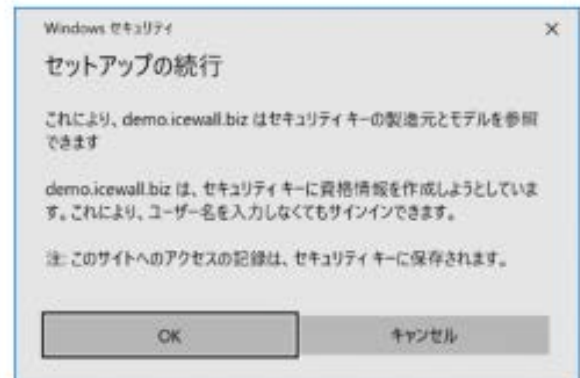 Windows セキュリティ
セットアップの続行
これにより、demo.icewall.biz はセキュリティ キーの製造元とモデルを参照
できます
demo.icewall.biz は、セキュリティ キーに資格情報を作成しようとしていま
す。これにより、ユーザー名を入力しなくてもサインインできます。
注: このサイトへのアクセスの記録は、セキュリティ キーに保存されます。
OK
キャンセル